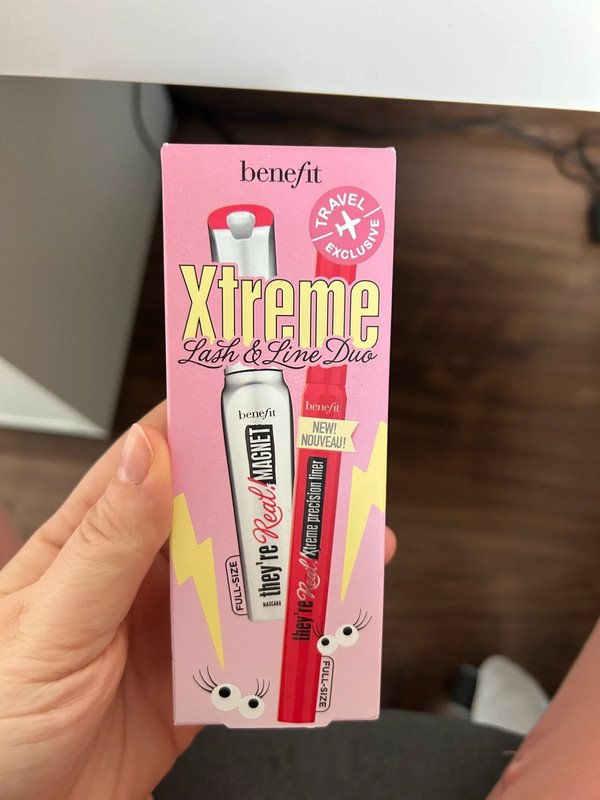 benefit
TRAVEL
EXCLUSIVE
Xtreme
Lash & Line Duo
benefit
they're Real! MAGNET
MASCARA
FULL-SIZE
benefit
NEW!
NOUVEAU!
they're Real! Xtreme precision liner
FULL-SIZE